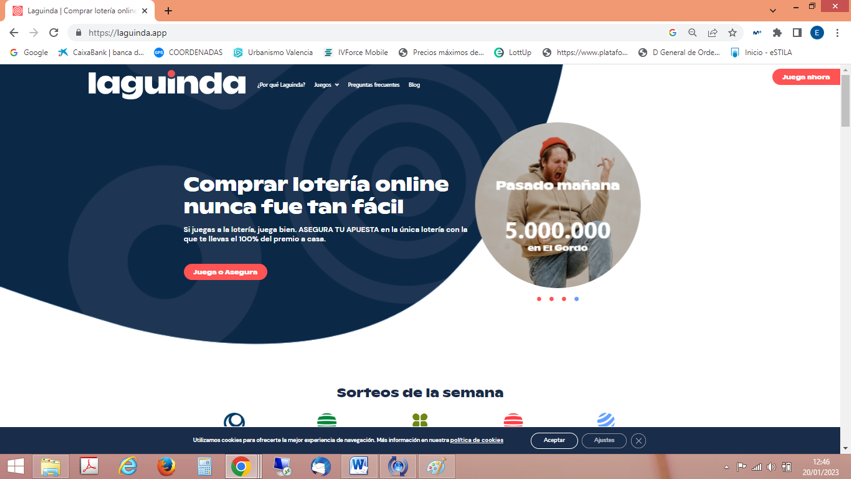 Laguinda | Comprar lotería online
https://laguinda.app
Google
CaixaBank | banca d...
COORDENADAS
Urbanismo Valencia
IVForce Mobile
Precios máximos de...
LottUp
https://www.platafo...
D General de Orde...
Inicio - eSTILA
laguinda
¿Por qué Laguinda?
Juegos
Preguntas frecuentes
Blog
Juega ahora
Comprar lotería online
nunca fue tan fácil
Si juegas a la lotería, juega bien. ASEGURA TU APUESTA en la única lotería con la
que te llevas el 100% del premio a casa.
Juega o Asegura
Pasado mañana
5.000.000
en El Gordo
Sorteos de la semana
Utilizamos cookies para ofrecerte la mejor experiencia de navegación. Más información en nuestra política de cookies
Aceptar
Ajustes
12:46
20/01/2023